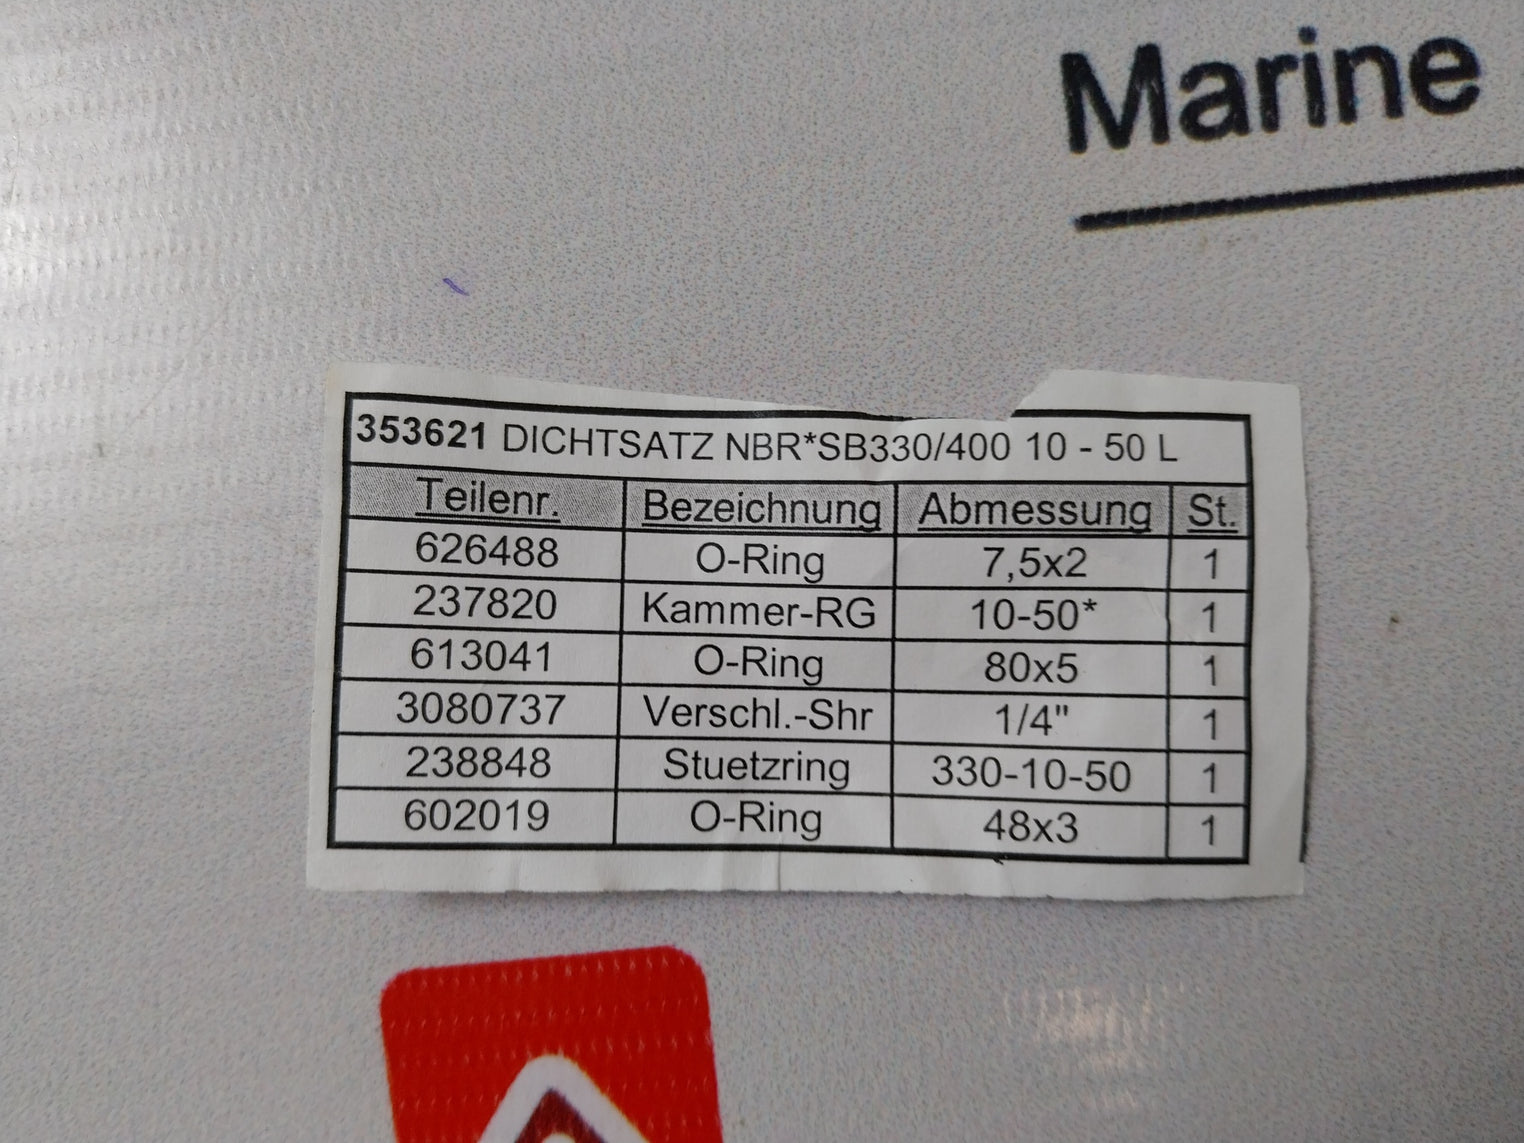 Marine
353621 DICHTSATZ NBR*SB330/400 10 - 50 L
Teilenr. Bezeichnung Abmessung St.
626488 O-Ring 7,5x2 1
237820 Kammer-RG 10-50* 1
613041 O-Ring 80x5 1
3080737 Verschl.-Shr 1/4" 1
238848 Stuetzring 330-10-50 1
602019 O-Ring 48x3 1